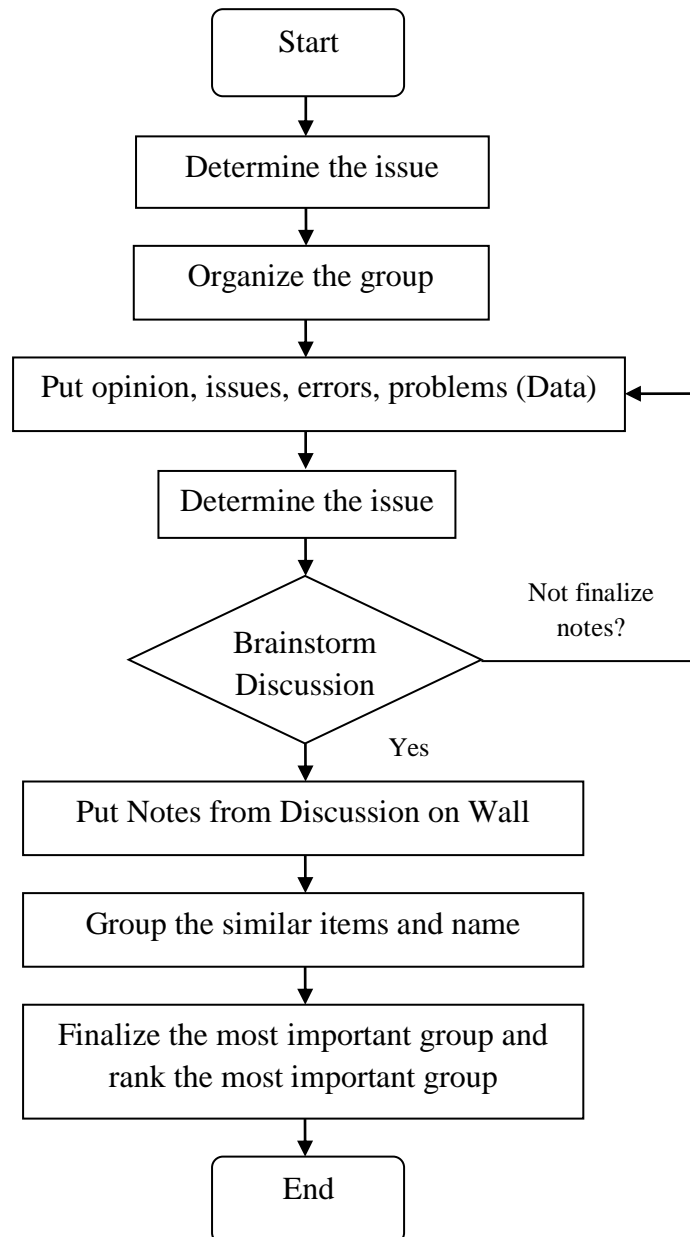 Start
Determine the issue
Organize the group
Put opinion, issues, errors, problems (Data)
Determine the issue
Brainstorm
Discussion
Not finalize
notes?
Yes
Put Notes from Discussion on Wall
Group the similar items and name
Finalize the most important group and
rank the most important group
End